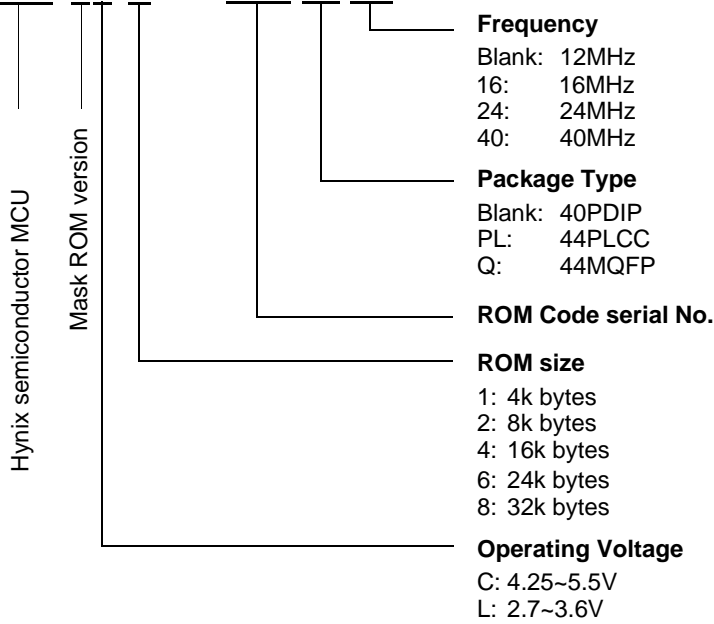 Frequency
Blank: 12MHz
16: 16MHz
24: 24MHz
40: 40MHz
Package Type
Blank: 40PDIP
PL: 44PLCC
Q: 44MQFP
ROM Code serial No.
ROM size
1: 4k bytes
2: 8k bytes
4: 16k bytes
6: 24k bytes
8: 32k bytes
Operating Voltage
C: 4.25~5.5V
L: 2.7~3.6V
Mask ROM version
Hynix semiconductor MCU